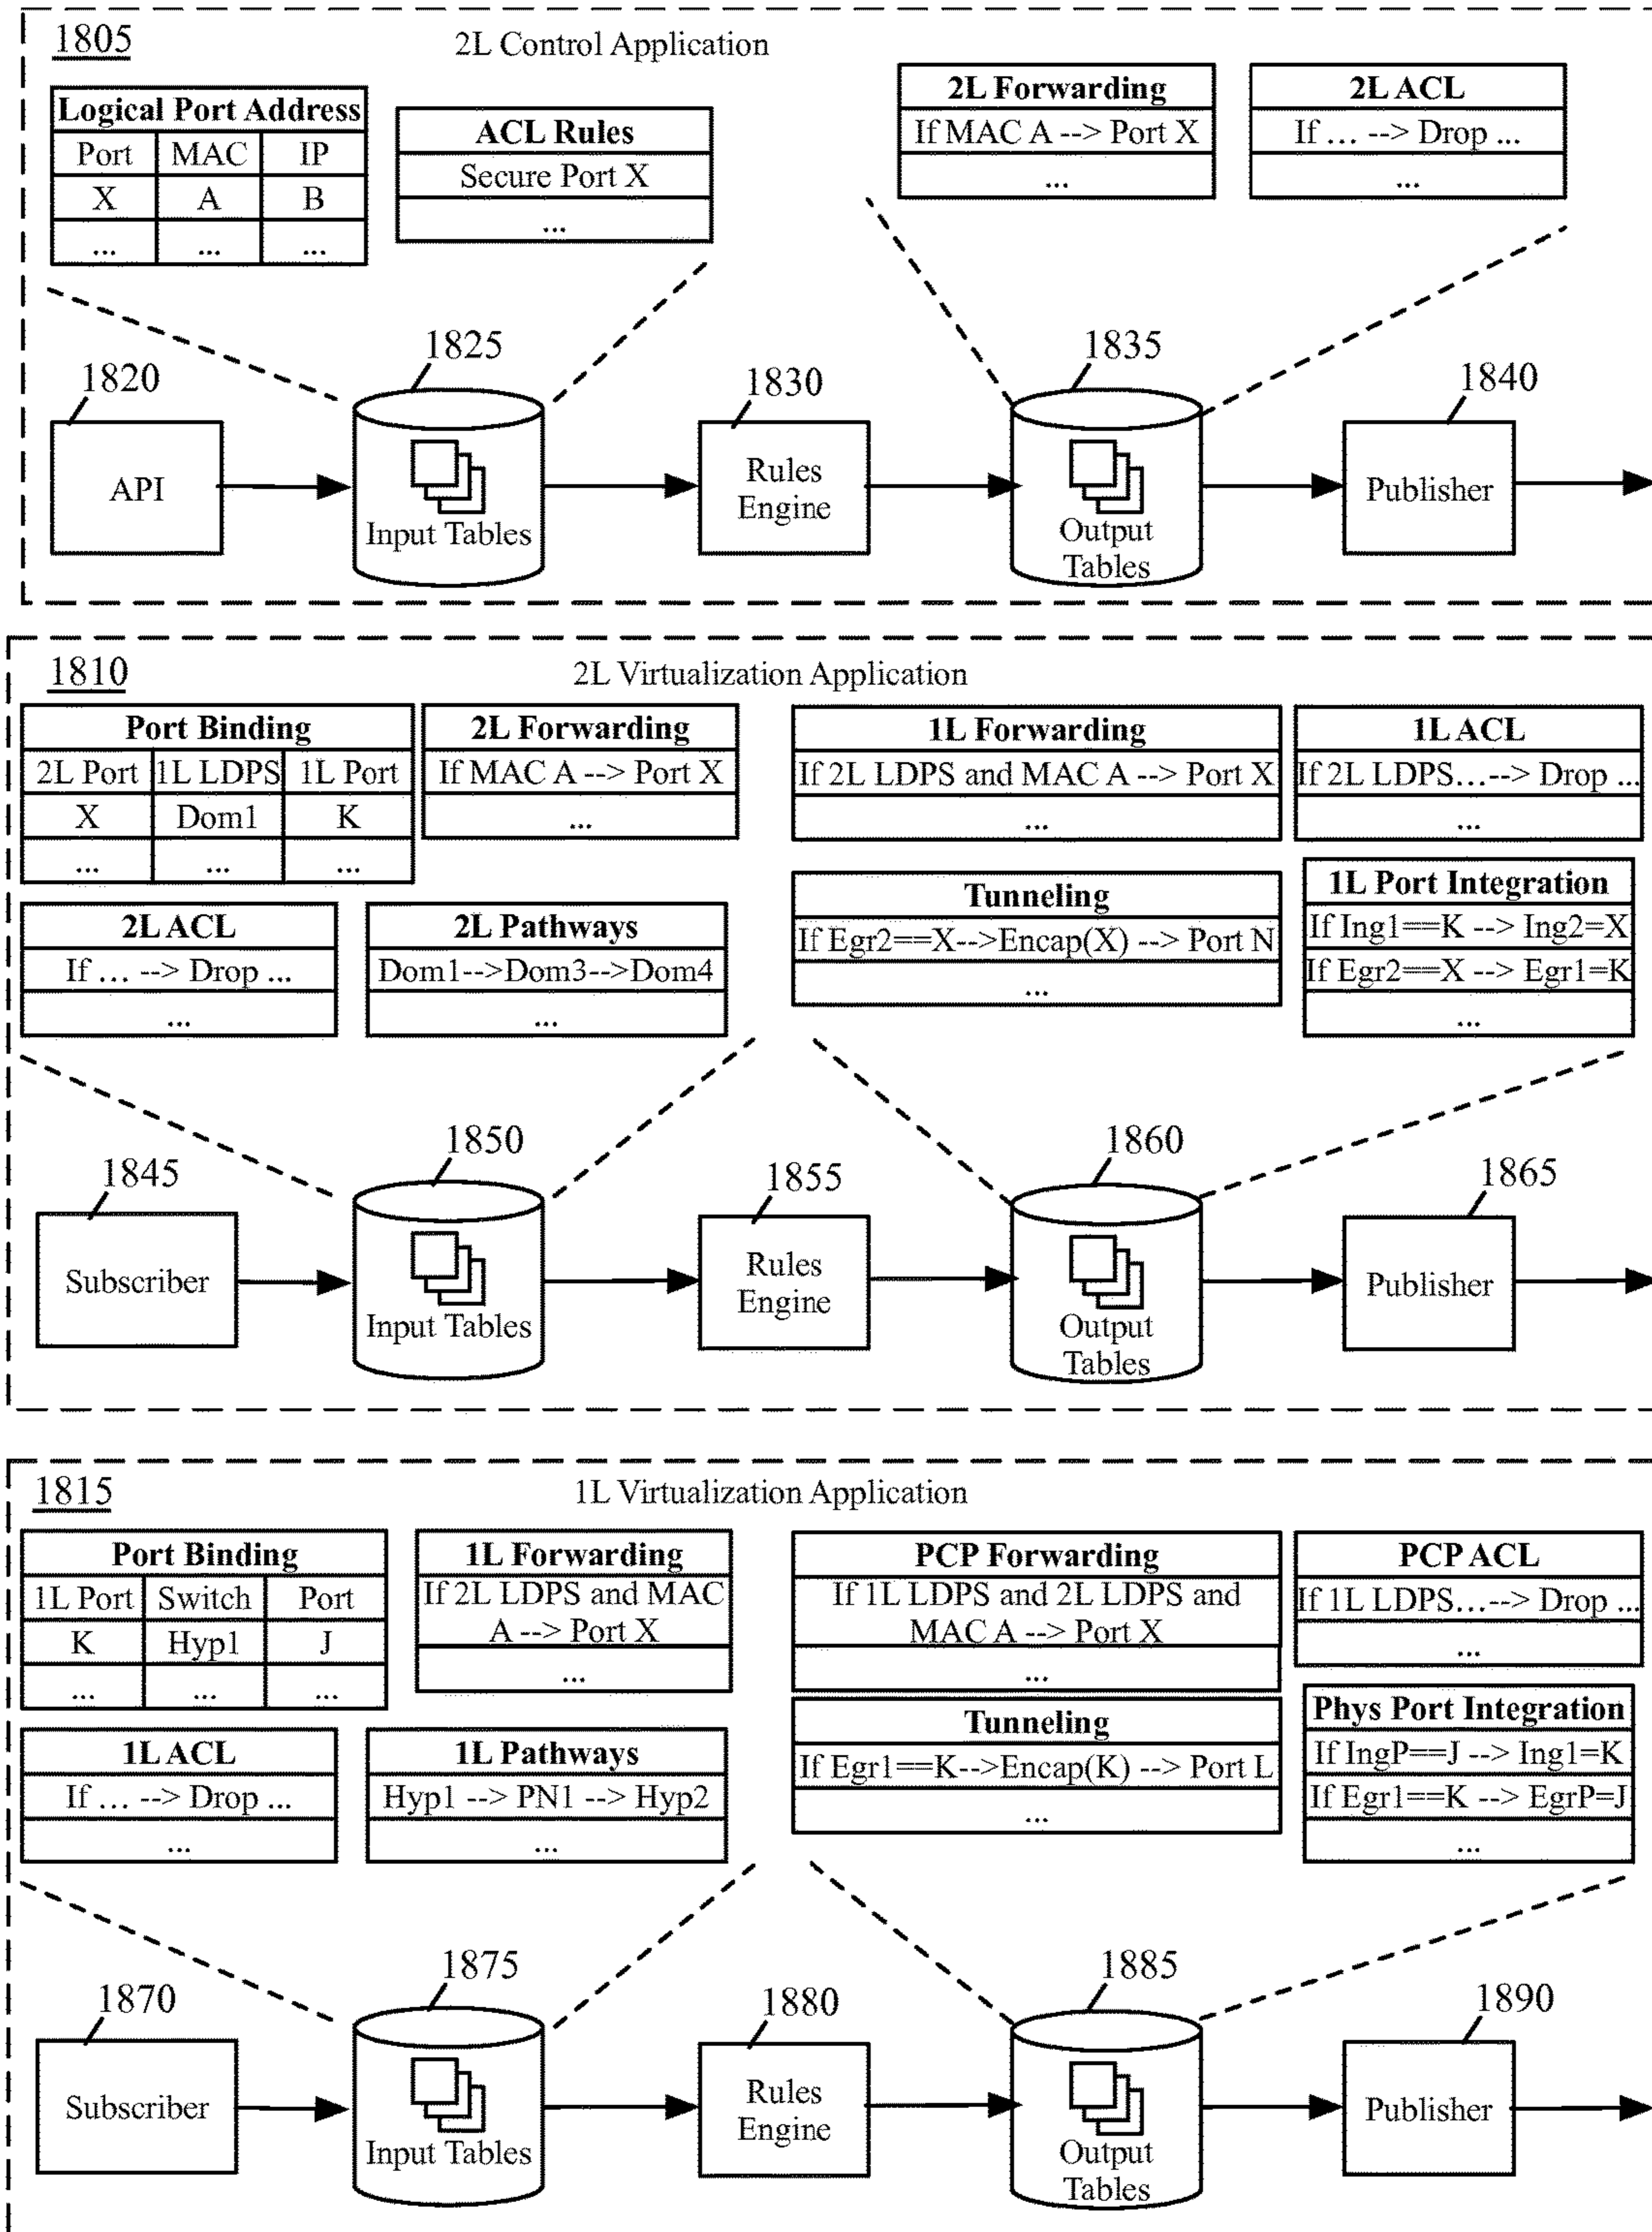 1805
2L Control Application
Logical Port Address
Port MAC IP
X A B
... ... ...
ACL Rules
Secure Port X
...
2L Forwarding
If MAC A --> Port X
...
2L ACL
If ... --> Drop ...
...
1820
API
1825
Input Tables
1830
Rules
Engine
1835
Output
Tables
1840
Publisher
1810
2L Virtualization Application
Port Binding
2L Port 1L LDPS 1L Port
X Dom1 K
... ... ...
2L Forwarding
If MAC A --> Port X
...
1L Forwarding
If 2L LDPS and MAC A --> Port X
...
1L ACL
If 2L LDPS...--> Drop ...
...
2L ACL
If ... --> Drop ...
...
2L Pathways
Dom1-->Dom3-->Dom4
...
Tunneling
If Egr2==X-->Encap(X) --> Port N
...
1L Port Integration
If Ing1==K --> Ing2=X
If Egr2==X --> Egr1=K
...
1845
Subscriber
1850
Input Tables
1855
Rules
Engine
1860
Output
Tables
1865
Publisher
1815
1L Virtualization Application
Port Binding
1L Port Switch Port
K Hyp1 J
... ... ...
1L Forwarding
If 2L LDPS and MAC
A --> Port X
...
PCP Forwarding
If 1L LDPS and 2L LDPS and
MAC A --> Port X
...
PCP ACL
If 1L LDPS...--> Drop ...
...
1L ACL
If ... --> Drop ...
...
1L Pathways
Hyp1 --> PN1 --> Hyp2
...
Tunneling
If Egr1==K-->Encap(K) --> Port L
...
Phys Port Integration
If IngP==J --> Ing1=K
If Egr1==K --> EgrP=J
...
1870
Subscriber
1875
Input Tables
1880
Rules
Engine
1885
Output
Tables
1890
Publisher